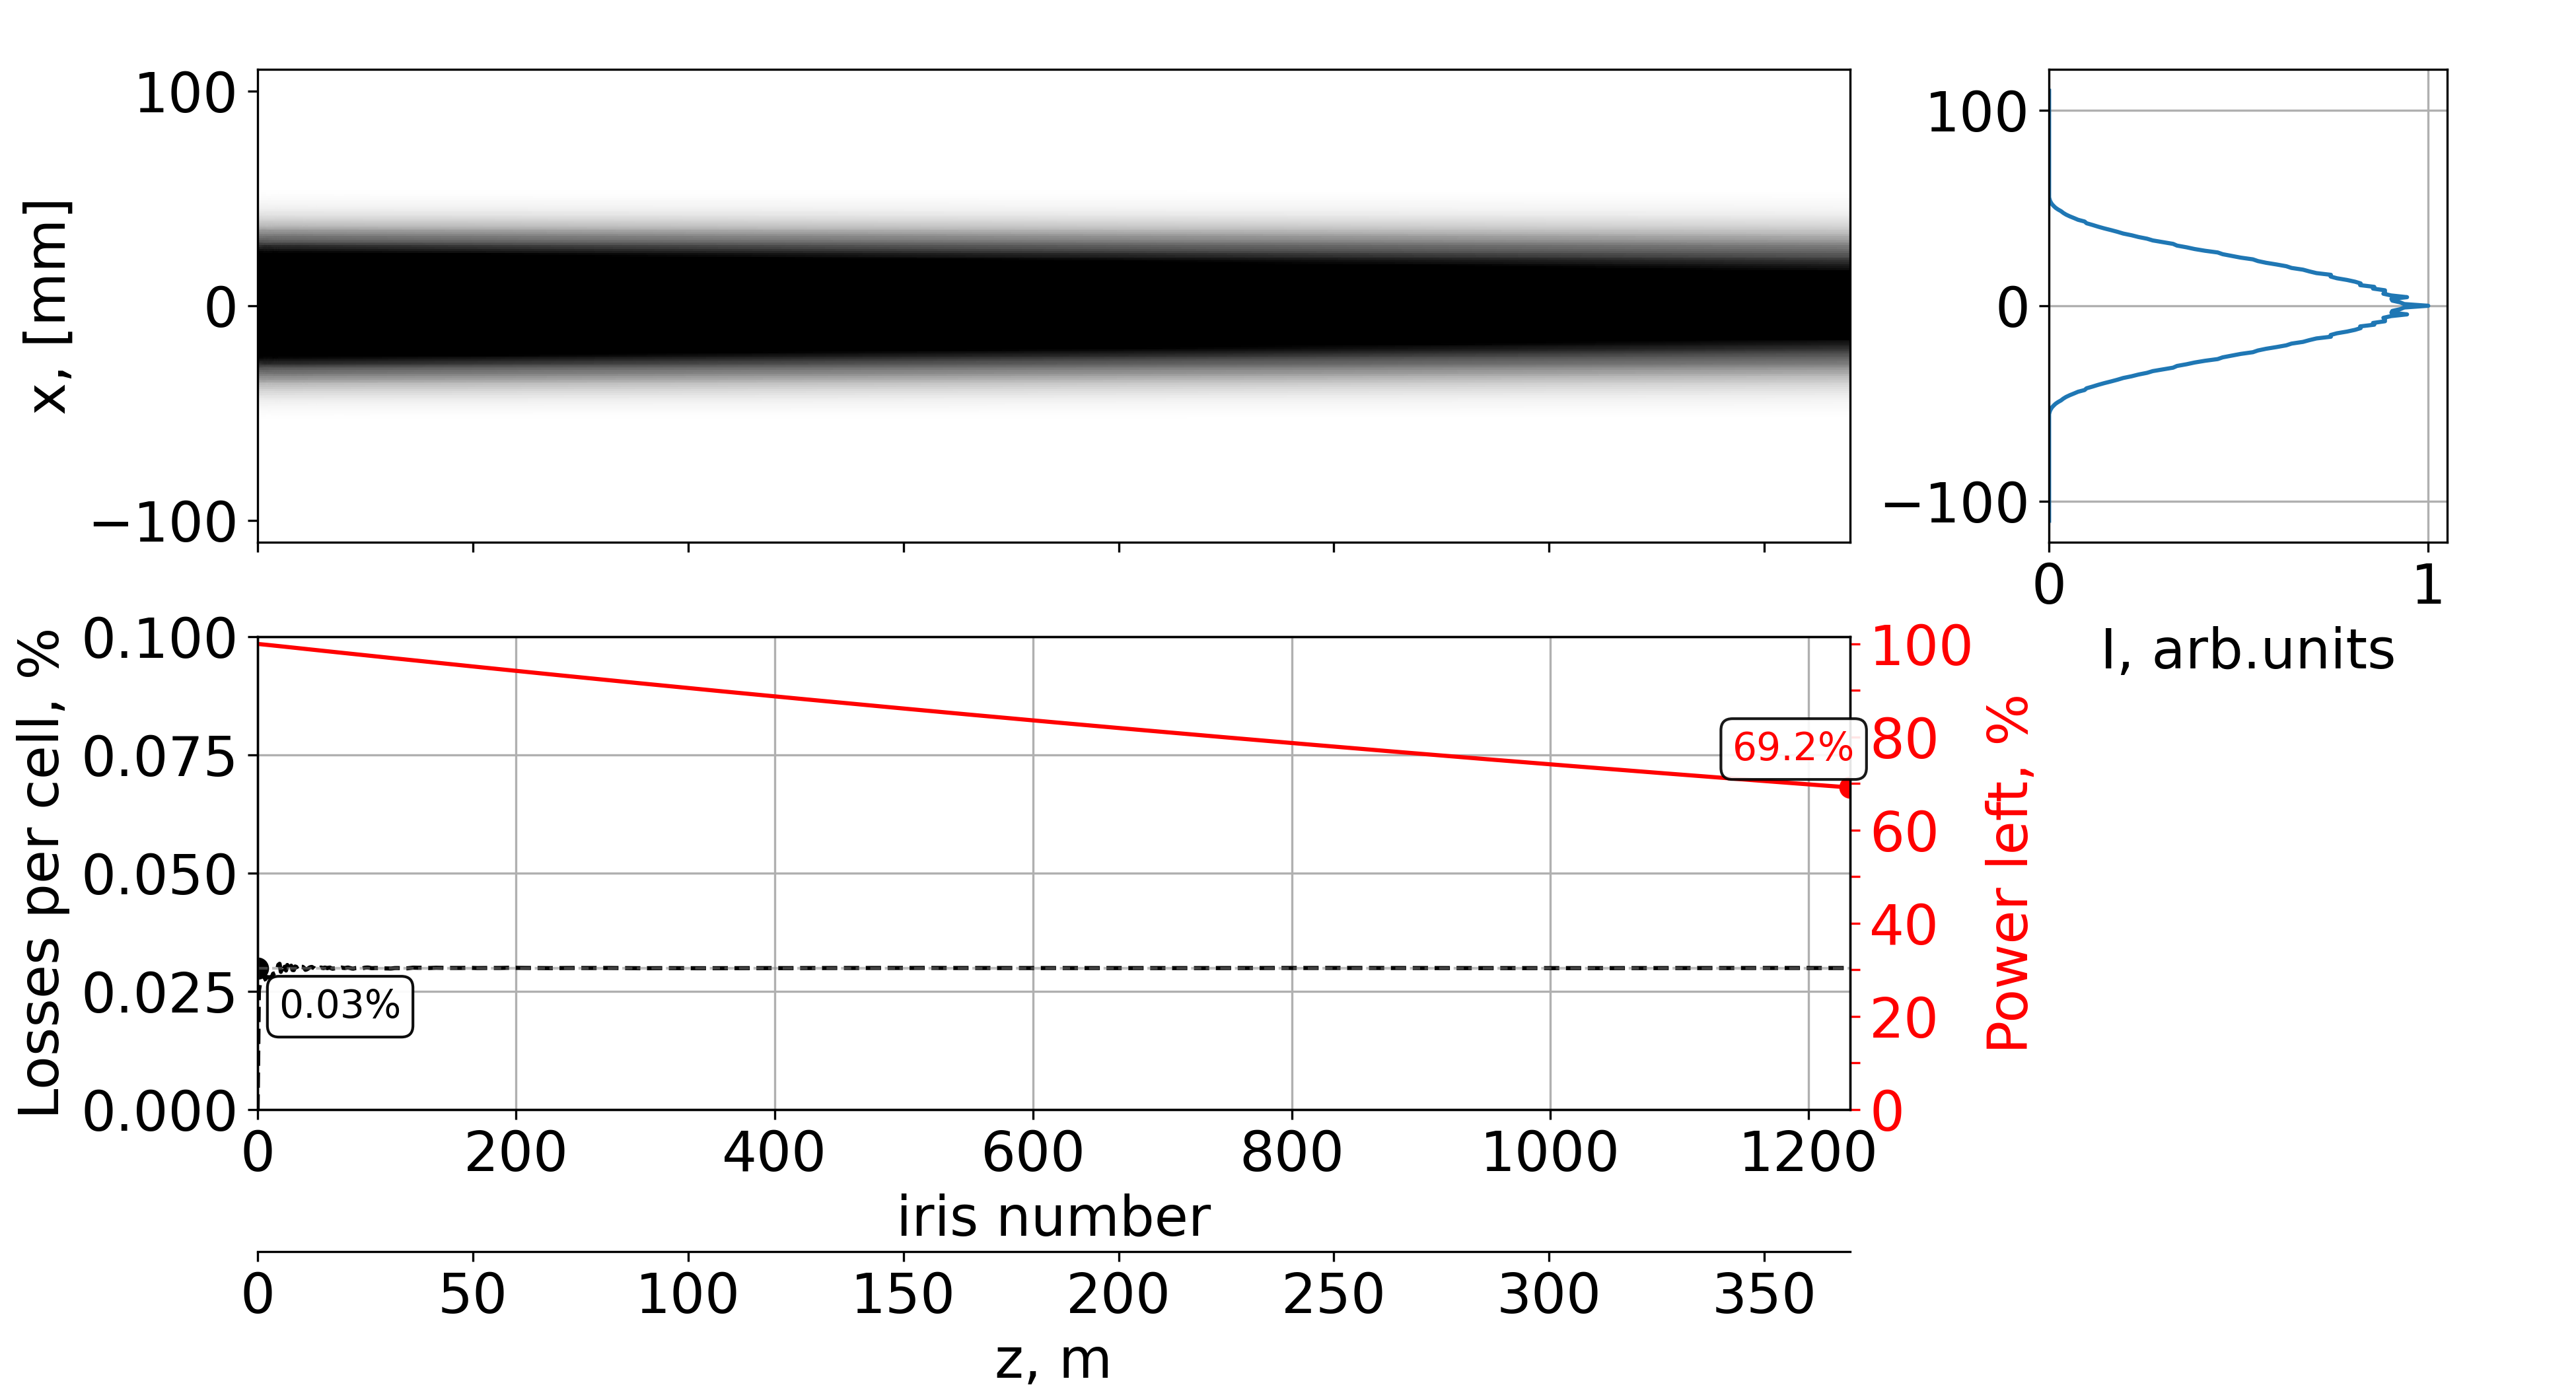 100
0
−100
x, [mm]
100
0
−100
0 1
I, arb.units
0.100
0.075
0.050
0.025
0.000
Losses per cell, %
69.2%
0.03%
100
80
60
40
20
0
Power left, %
0 200 400 600 800 1000 1200
iris number
0 50 100 150 200 250 300 350
z, m